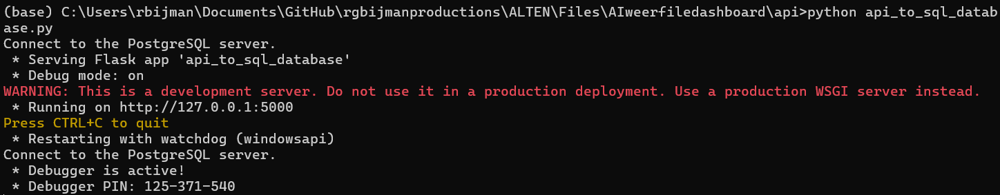 (base) C:\Users\rbijman\Documents\GitHub\rgbijmanproductions\ALTEN\Files\AIweerfiledashboard\api>python api_to_sql_datab
ase.py
Connect to the PostgreSQL server.
 * Serving Flask app 'api_to_sql_database'
 * Debug mode: on
WARNING: This is a development server. Do not use it in a production deployment. Use a production WSGI server instead.
 * Running on http://127.0.0.1:5000
Press CTRL+C to quit
 * Restarting with watchdog (windowsapi)
Connect to the PostgreSQL server.
 * Debugger is active!
 * Debugger PIN: 125-371-540